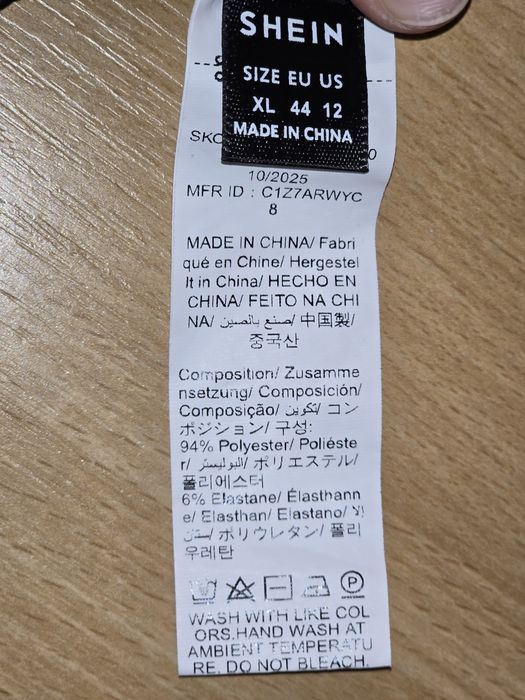 SHEIN
SIZE EU US
XL 44 12
MADE IN CHINA
10/2025
MFR ID : C1Z7ARWYC
8
MADE IN CHINA/ Fabri
qué en Chine/ Hergestel
lt in China/ HECHO EN
CHINA/ FEITO NA CHI
NA/ صنع بالصين/ 中国製/
중국산
Composition/ Zusamme
nsetzung/ Composición/
Composição/ تكوين/ コン
ポジション/ 구성:
94% Polyester/ Poliéste
r/ البوليستر/ ポリエステル/
폴리에스터
6% Elastane/ Élasthann
e/ Elasthan/ Elastano/ إلا
ستان/ ポリウレタン/ 폴리
우레탄
P
WASH WITH LIKE COL
ORS.HAND WASH AT
AMBIENT TEMPERATU
RE. DO NOT BLEACH.